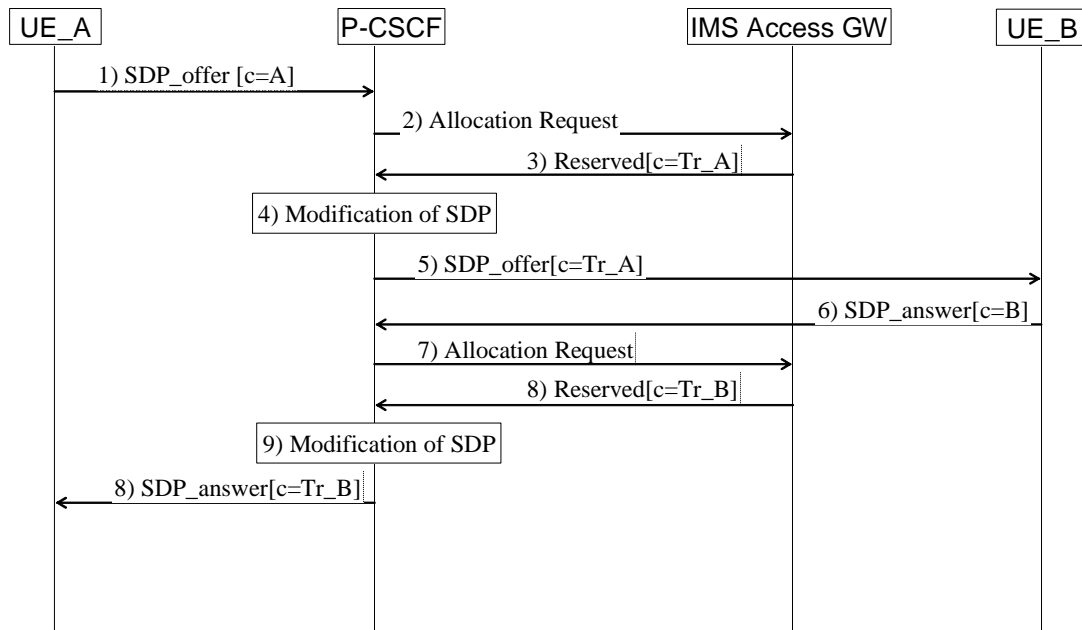 UE_A
P-CSCF
IMS Access GW
UE_B
1) SDP_offer [c=A]
2) Allocation Request
3) Reserved[c=Tr_A]
4) Modification of SDP
5) SDP_offer[c=Tr_A]
6) SDP_answer[c=B]
7) Allocation Request
8) Reserved[c=Tr_B]
9) Modification of SDP
8) SDP_answer[c=Tr_B]